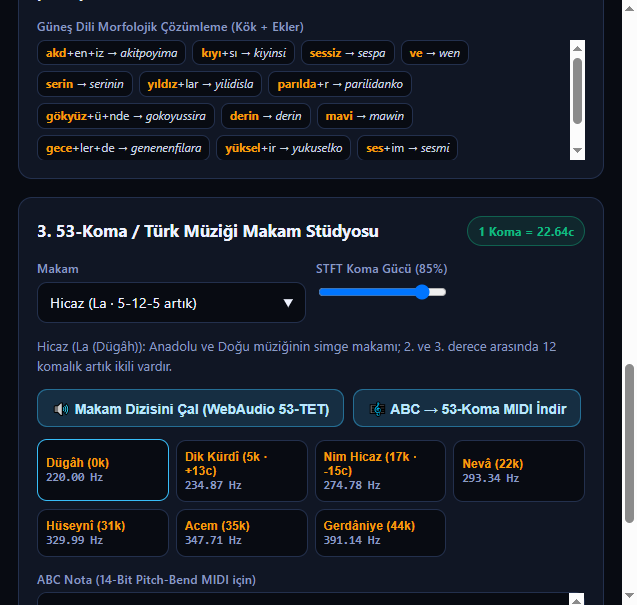 Güneş Dili Morfolojik Çözümleme (Kök + Ekler)
akd+en+iz → akitpoyima
kıyı+sı → kiyinsi
sessiz → sespa
ve → wen
serin → serinin
yıldız+lar → yilidisla
parılda+r → parilidanko
gökyüz+ü+nde → gokoyussira
derin → derin
mavi → mawin
gece+ler+de → genenenfilara
yüksel+ir → yukuselko
ses+im → sesmi
3. 53-Koma / Türk Müziği Makam Stüdyosu
1 Koma = 22.64c
Makam
STFT Koma Gücü (85%)
Hicaz (La · 5-12-5 artık)
Hicaz (La (Dügâh)): Anadolu ve Doğu müziğinin simge makamı; 2. ve 3. derece arasında 12
komalık artık ikili vardır.
Makam Dizisini Çal (WebAudio 53-TET)
ABC → 53-Koma MIDI İndir
Dügâh (0k)
220.00 Hz
Dik Kürdî (5k ·
+13c)
234.87 Hz
Nim Hicaz (17k ·
-15c)
274.78 Hz
Nevâ (22k)
293.34 Hz
Hüseynî (31k)
329.99 Hz
Acem (35k)
347.71 Hz
Gerdâniye (44k)
391.14 Hz
ABC Nota (14-Bit Pitch-Bend MIDI için)